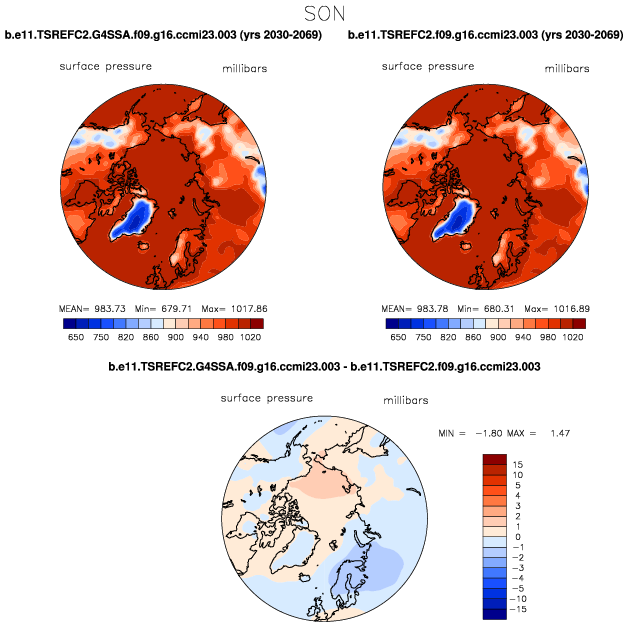 SON
b.e11.TSREFC2.G4SSA.f09.g16.ccmi23.003 (yrs 2030-2069)
b.e11.TSREFC2.f09.g16.ccmi23.003 (yrs 2030-2069)
surface pressure millibars
surface pressure millibars
MEAN= 983.73 Min= 679.71 Max= 1017.86
MEAN= 983.78 Min= 680.31 Max= 1016.89
650 750 820 860 900 940 980 1020
650 750 820 860 900 940 980 1020
b.e11.TSREFC2.G4SSA.f09.g16.ccmi23.003 - b.e11.TSREFC2.f09.g16.ccmi23.003
surface pressure millibars
MIN = -1.80 MAX = 1.47
15
10
5
4
3
2
1
0
-1
-2
-3
-4
-5
-10
-15